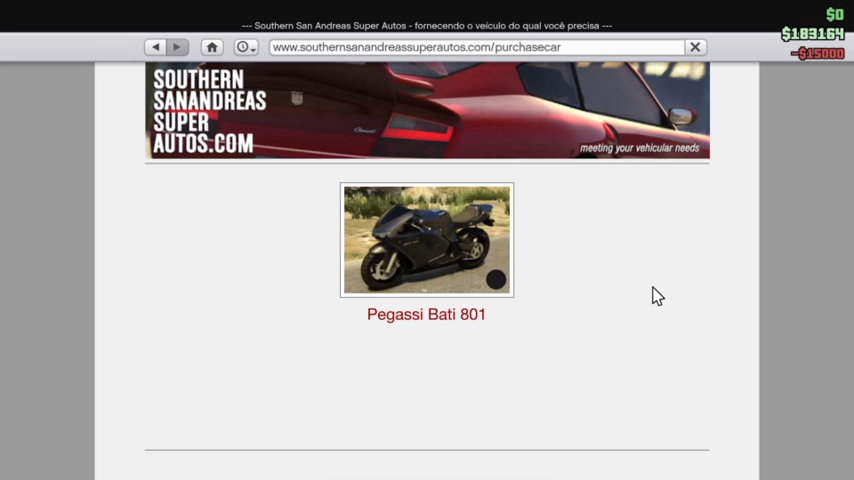 --- Southern San Andreas Super Autos - fornecendo o veículo do qual você precisa ---
$0
$183164
-$15000
www.southernsanandreassuperautos.com/purchasecar
SOUTHERN
SANANDREAS
SUPER
AUTOS.COM
meeting your vehicular needs
Pegassi Bati 801